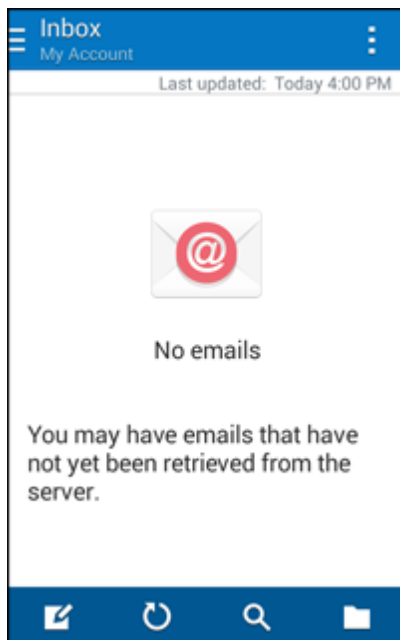 Inbox
My Account
Last updated: Today 4:00 PM
@
No emails
You may have emails that have
not yet been retrieved from the
server.